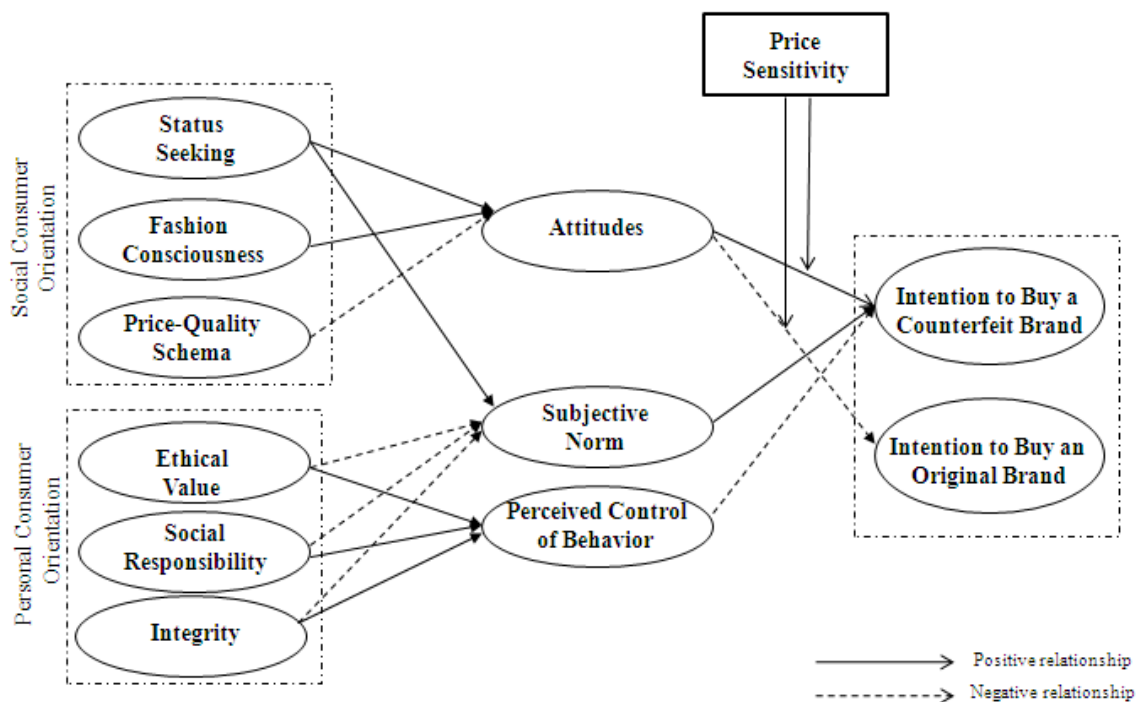 Price
Sensitivity
Social Consumer
Orientation
Status
Seeking
Fashion
Consciousness
Price-Quality
Schema
Attitudes
Intention to Buy a
Counterfeit Brand
Intention to Buy an
Original Brand
Personal Consumer
Orientation
Ethical
Value
Social
Responsibility
Integrity
Subjective
Norm
Perceived Control
of Behavior
Positive relationship
Negative relationship